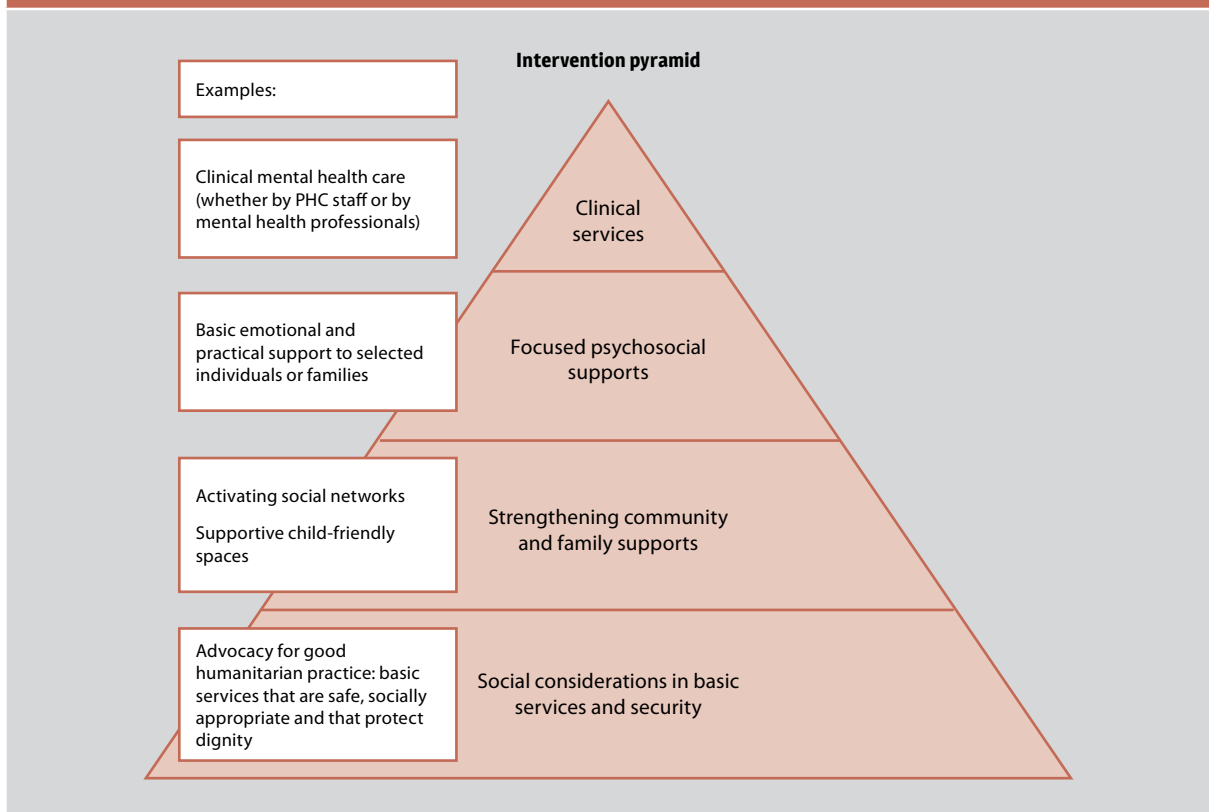 Intervention pyramid
Examples:
Clinical mental health care
(whether by PHC staff or by
mental health professionals)
Clinical
services
Basic emotional and
practical support to selected
individuals or families
Focused psychosocial
supports
Activating social networks
Supportive child-friendly
spaces
Strengthening community
and family supports
Advocacy for good
humanitarian practice: basic
services that are safe, socially
appropriate and that protect
dignity
Social considerations in basic
services and security